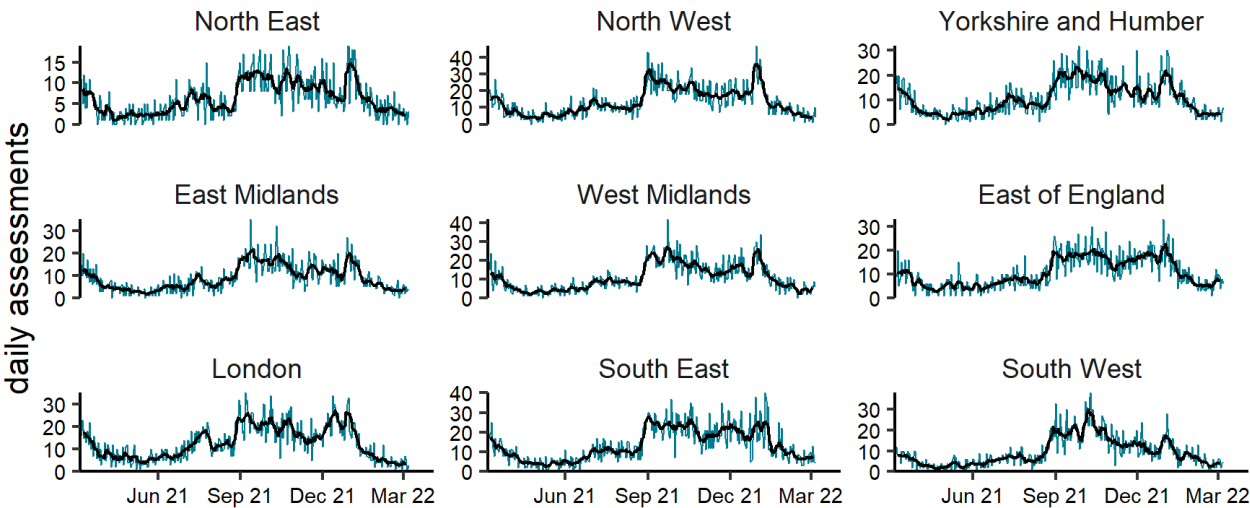 North East North West Yorkshire and Humber
15 10 5 0
40 30 20 10 0
30 20 10 0
daily assessments
East Midlands West Midlands East of England
30 20 10 0
40 30 20 10 0
30 20 10 0
London South East South West
30 20 10 0
40 30 20 10 0
30 20 10 0
Jun 21 Sep 21 Dec 21 Mar 22 Jun 21 Sep 21 Dec 21 Mar 22 Jun 21 Sep 21 Dec 21 Mar 22